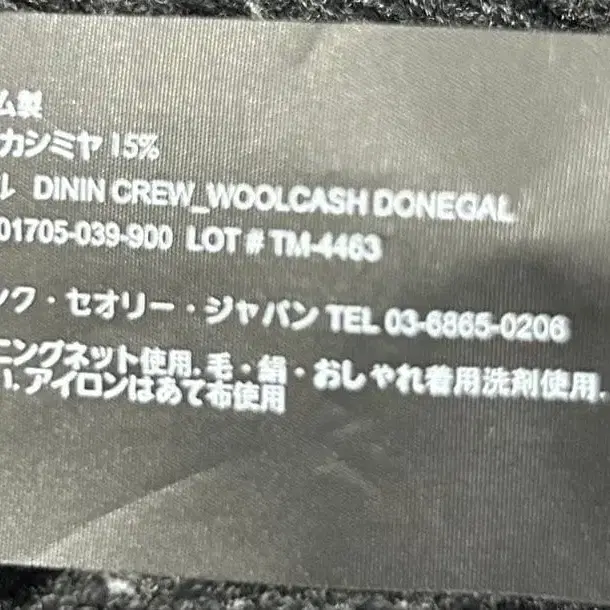 ム製
カシミヤ 15%
ル DININ CREW_WOOLCASH DONEGAL
01705-039-900 LOT # TM-4463
ンク・セオリー・ジャパン TEL 03-6865-0206
ニングネット使用.毛・絹・おしゃれ着用洗剤使用.
い.アイロンはあて布使用